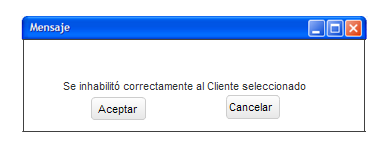 Mensaje
Se inhabilitó correctamente al Cliente seleccionado
Aceptar Cancelar